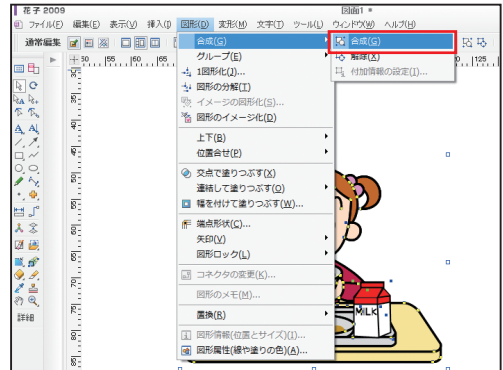 花子 2009
図面1 *
ファイル(F) 編集(E) 表示(V) 挿入(I) 図形(D) 変形(M) 文字(T) ツール(L) ウィンドウ(W) ヘルプ(H)
通常編集
合成(G)
グループ(E)
1図形化(J)...
図形の分解(T)
イメージの図形化(S)...
図形のイメージ化(D)
上下(B)
位置合せ(P)
交点で塗りつぶす(X)
連結して塗りつぶす(O)
幅を付けて塗りつぶす(W)...
端点形状(C)...
矢印(V)
図形ロック(L)
コネクタの変更(K)...
図形のメモ(M)...
置換(R)
図形情報(位置とサイズ)(I)...
図形属性(線や塗りの色)(A)...
合成(G)
解除(X)
付加情報の設定(I)...
50 55 60 65
120 125
詳細
MILK